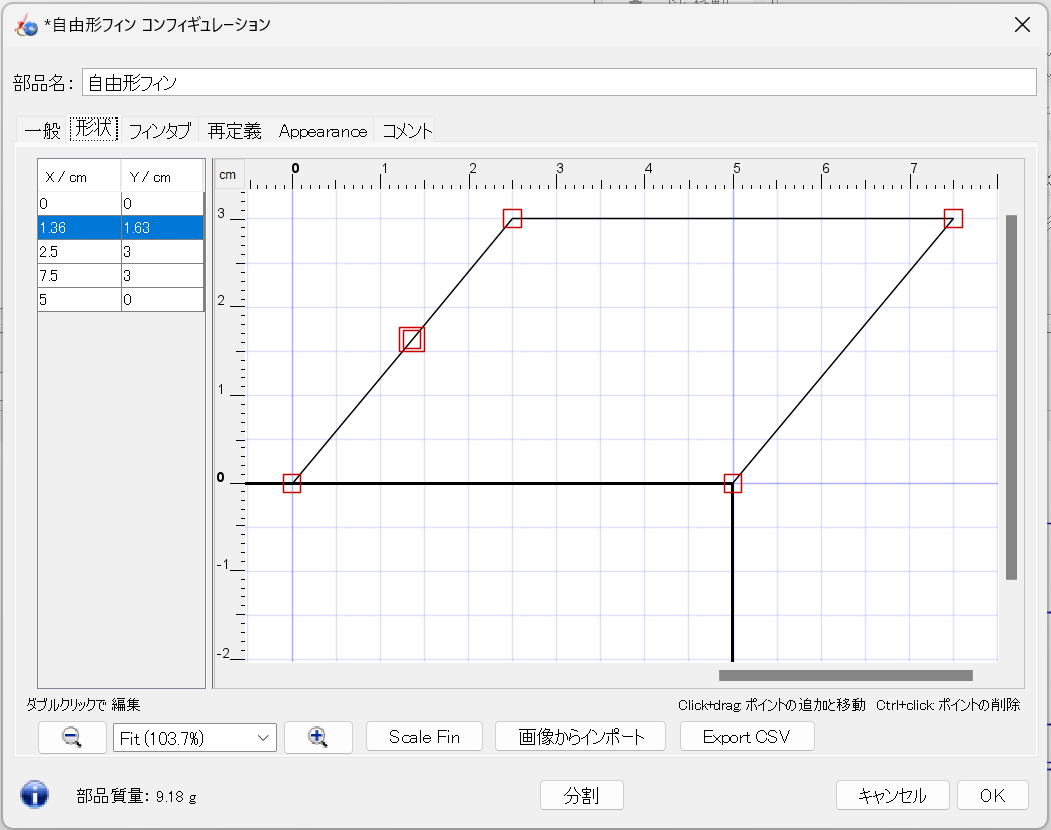 *自由形フィン コンフィギュレーション
部品名: 自由形フィン
一般 形状 フィンタブ 再定義 Appearance コメント
X / cm Y / cm
0 0
1.36 1.63
2.5 3
7.5 3
5 0
cm 0 1 2 3 4 5 6 7
3
2
1
0
-1
-2
ダブルクリックで 編集 Click+drag: ポイントの追加と移動 Ctrl+click: ポイントの削除
Fit (103.7%) Scale Fin 画像からインポート Export CSV
部品質量: 9.18 g 分割 キャンセル OK